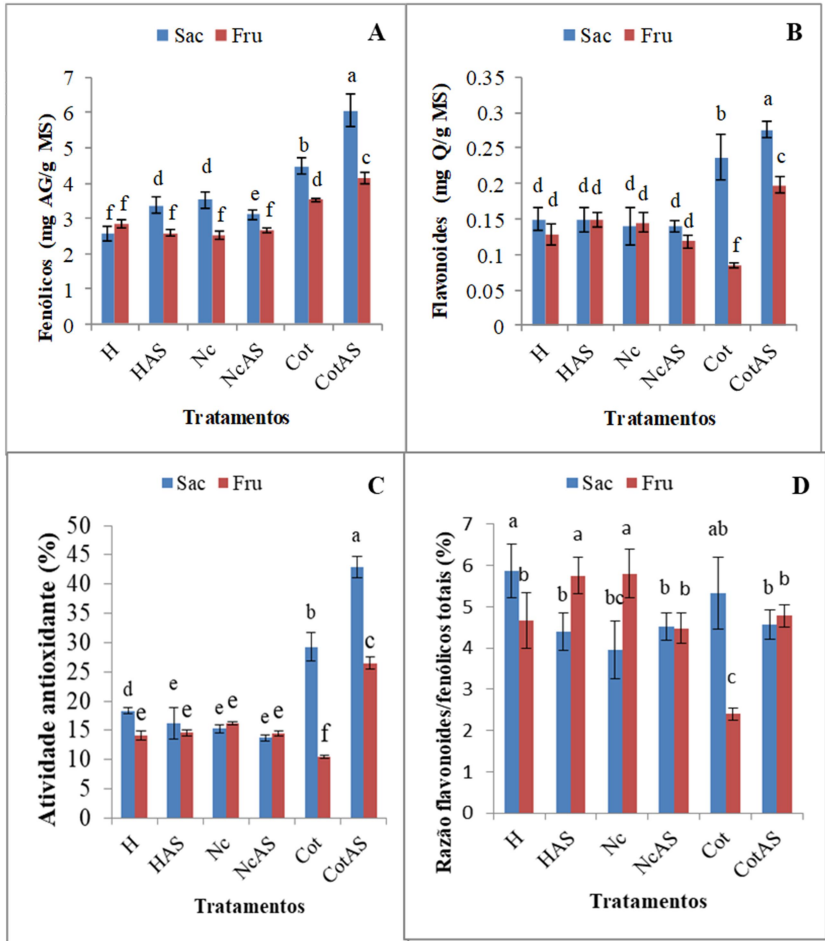 A
Sac Fru
Fenólicos (mg AG/g MS)
7
6
5
4
3
2
1
0
f f d f d f e f b d a c
H HAS Nc NcAS Cot CotAS
Tratamentos
B
Sac Fru
Flavonoides (mg Q/g MS)
0.35
0.3
0.25
0.2
0.15
0.1
0.05
0
d d d d d d d d b f a c
H HAS Nc NcAS Cot CotAS
Tratamentos
C
Sac Fru
Atividade antioxidante (%)
50
45
40
35
30
25
20
15
10
5
0
d e e e e e e e b f a c
H HAS Nc NcAS Cot CotAS
Tratamentos
D
Sac Fru
Razão flavonoides/fenólicos totais (%)
7
6
5
4
3
2
1
0
a b b a bc a b b ab c b b
H HAS Nc NcAS Cot CotAS
Tratamentos